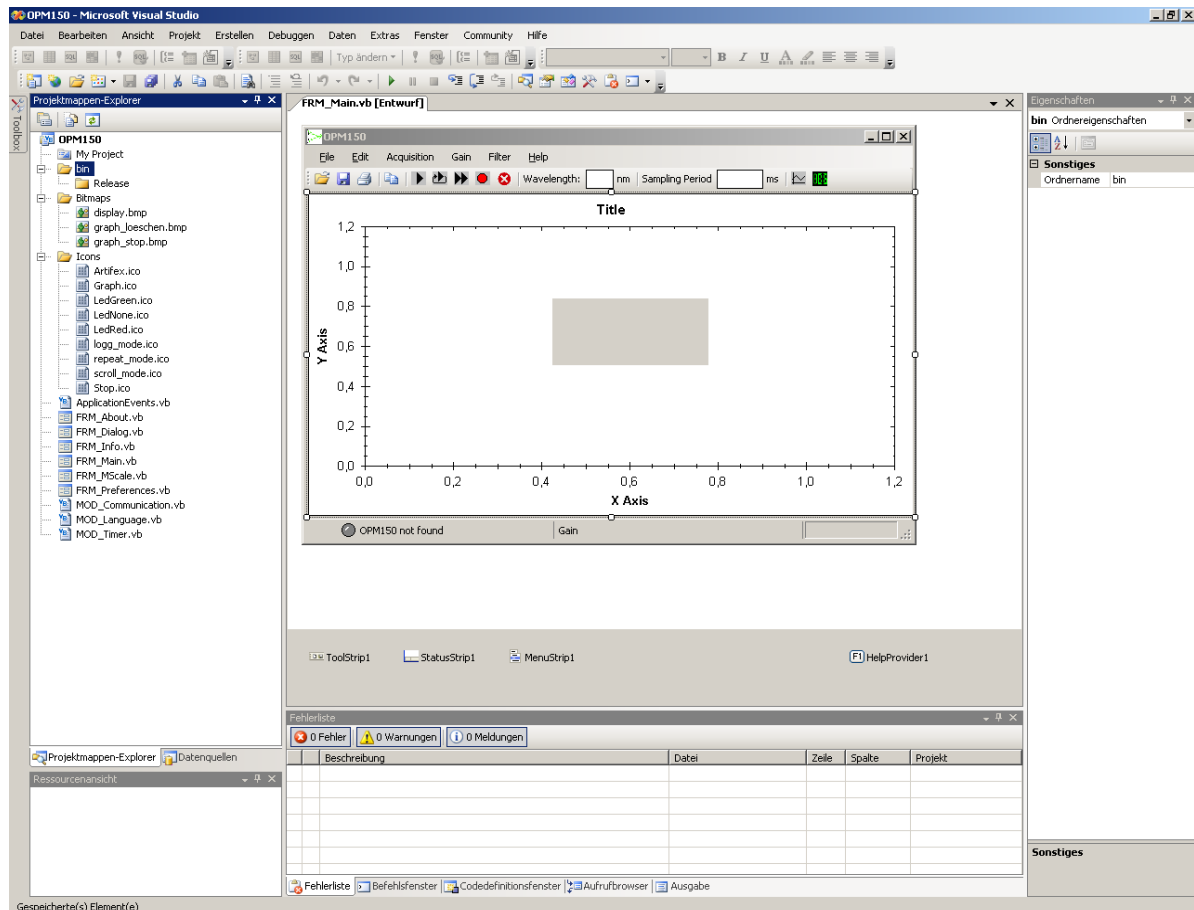 OPM150 - Microsoft Visual Studio
Datei Bearbeiten Ansicht Projekt Erstellen Debuggen Daten Extras Fenster Community Hilfe
Typ ändern
Projektmappen-Explorer
Toolbox
OPM150
My Project
bin
Release
Bitmaps
display.bmp
graph_loeschen.bmp
graph_stop.bmp
Icons
Artifex.ico
Graph.ico
LedGreen.ico
LedNone.ico
LedRed.ico
logg_mode.ico
repeat_mode.ico
scroll_mode.ico
Stop.ico
ApplicationEvents.vb
FRM_About.vb
FRM_Dialog.vb
FRM_Info.vb
FRM_Main.vb
FRM_MScale.vb
FRM_Preferences.vb
MOD_Communication.vb
MOD_Language.vb
MOD_Timer.vb
Projektmappen-Explorer Datenquellen
Ressourcenansicht
FRM_Main.vb [Entwurf]
OPM150
File Edit Acquisition Gain Filter Help
Wavelength: nm Sampling Period ms
Title
Y Axis
1,2
1,0
0,8
0,6
0,4
0,2
0,0
0,0 0,2 0,4 0,6 0,8 1,0 1,2
X Axis
OPM150 not found Gain
ToolStrip1 StatusStrip1 MenuStrip1 HelpProvider1
Fehlerliste
0 Fehler 0 Warnungen 0 Meldungen
Beschreibung Datei Zeile Spalte Projekt
Fehlerliste Befehlsfenster Codedefinitionsfenster Aufrufbrowser Ausgabe
Eigenschaften
bin Ordnereigenschaften
Sonstiges
Ordnername bin
Sonstiges
Gespeicherte(s) Element(e)